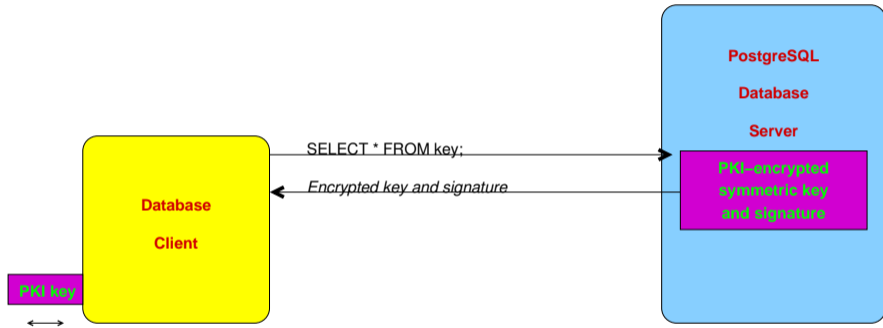 PostgreSQL
Database
Server
SELECT * FROM key;
PKI−encrypted
symmetric key
and signature
Encrypted key and signature
Database
Client
PKI key